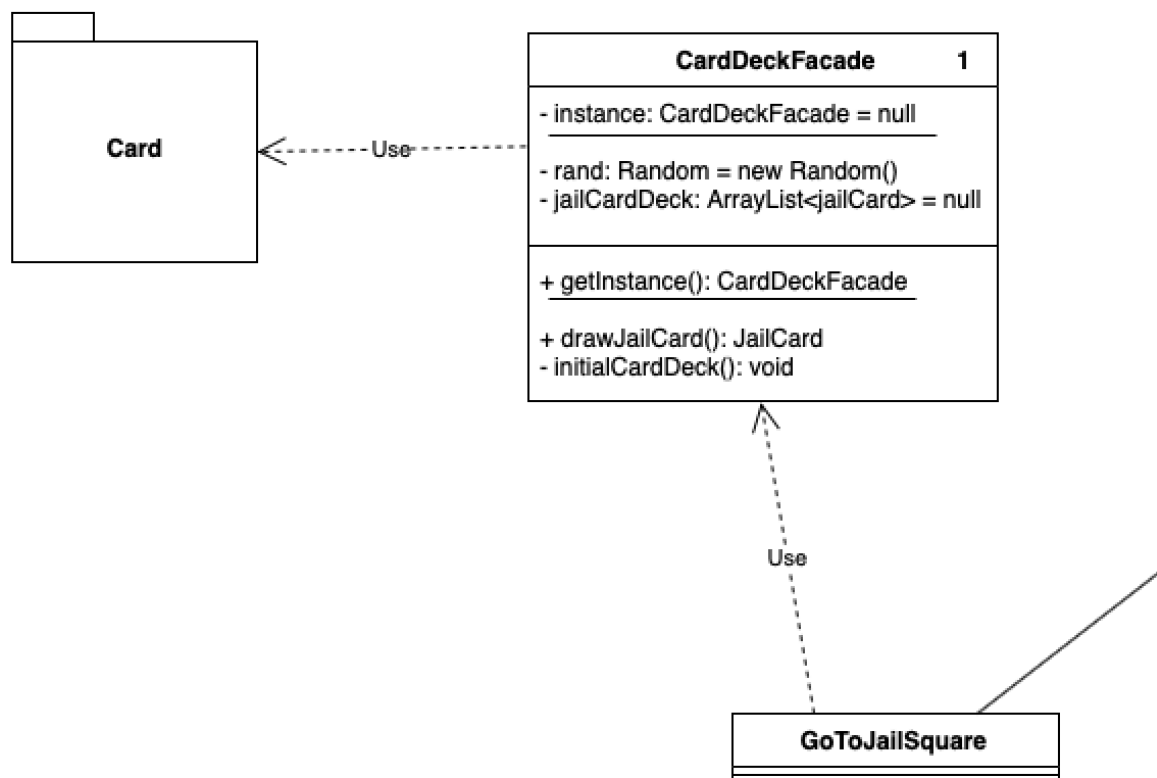 Card
Use
CardDeckFacade 1
- instance: CardDeckFacade = null
- rand: Random = new Random()
- jailCardDeck: ArrayList<jailCard> = null
+ getInstance(): CardDeckFacade
+ drawJailCard(): JailCard
- initialCardDeck(): void
Use
GoToJailSquare